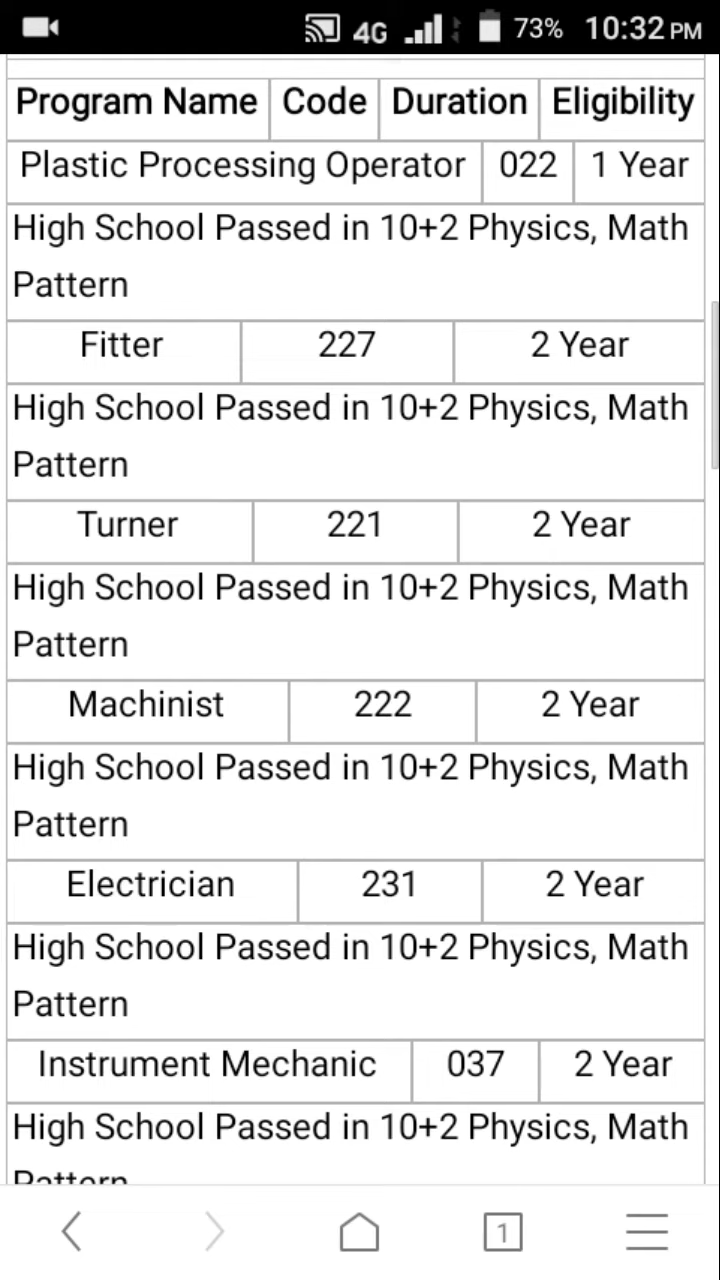 4G 73% 10:32 PM
Program Name Code Duration Eligibility
Plastic Processing Operator 022 1 Year
High School Passed in 10+2 Physics, Math
Pattern
Fitter 227 2 Year
High School Passed in 10+2 Physics, Math
Pattern
Turner 221 2 Year
High School Passed in 10+2 Physics, Math
Pattern
Machinist 222 2 Year
High School Passed in 10+2 Physics, Math
Pattern
Electrician 231 2 Year
High School Passed in 10+2 Physics, Math
Pattern
Instrument Mechanic 037 2 Year
High School Passed in 10+2 Physics, Math
Pattern
1